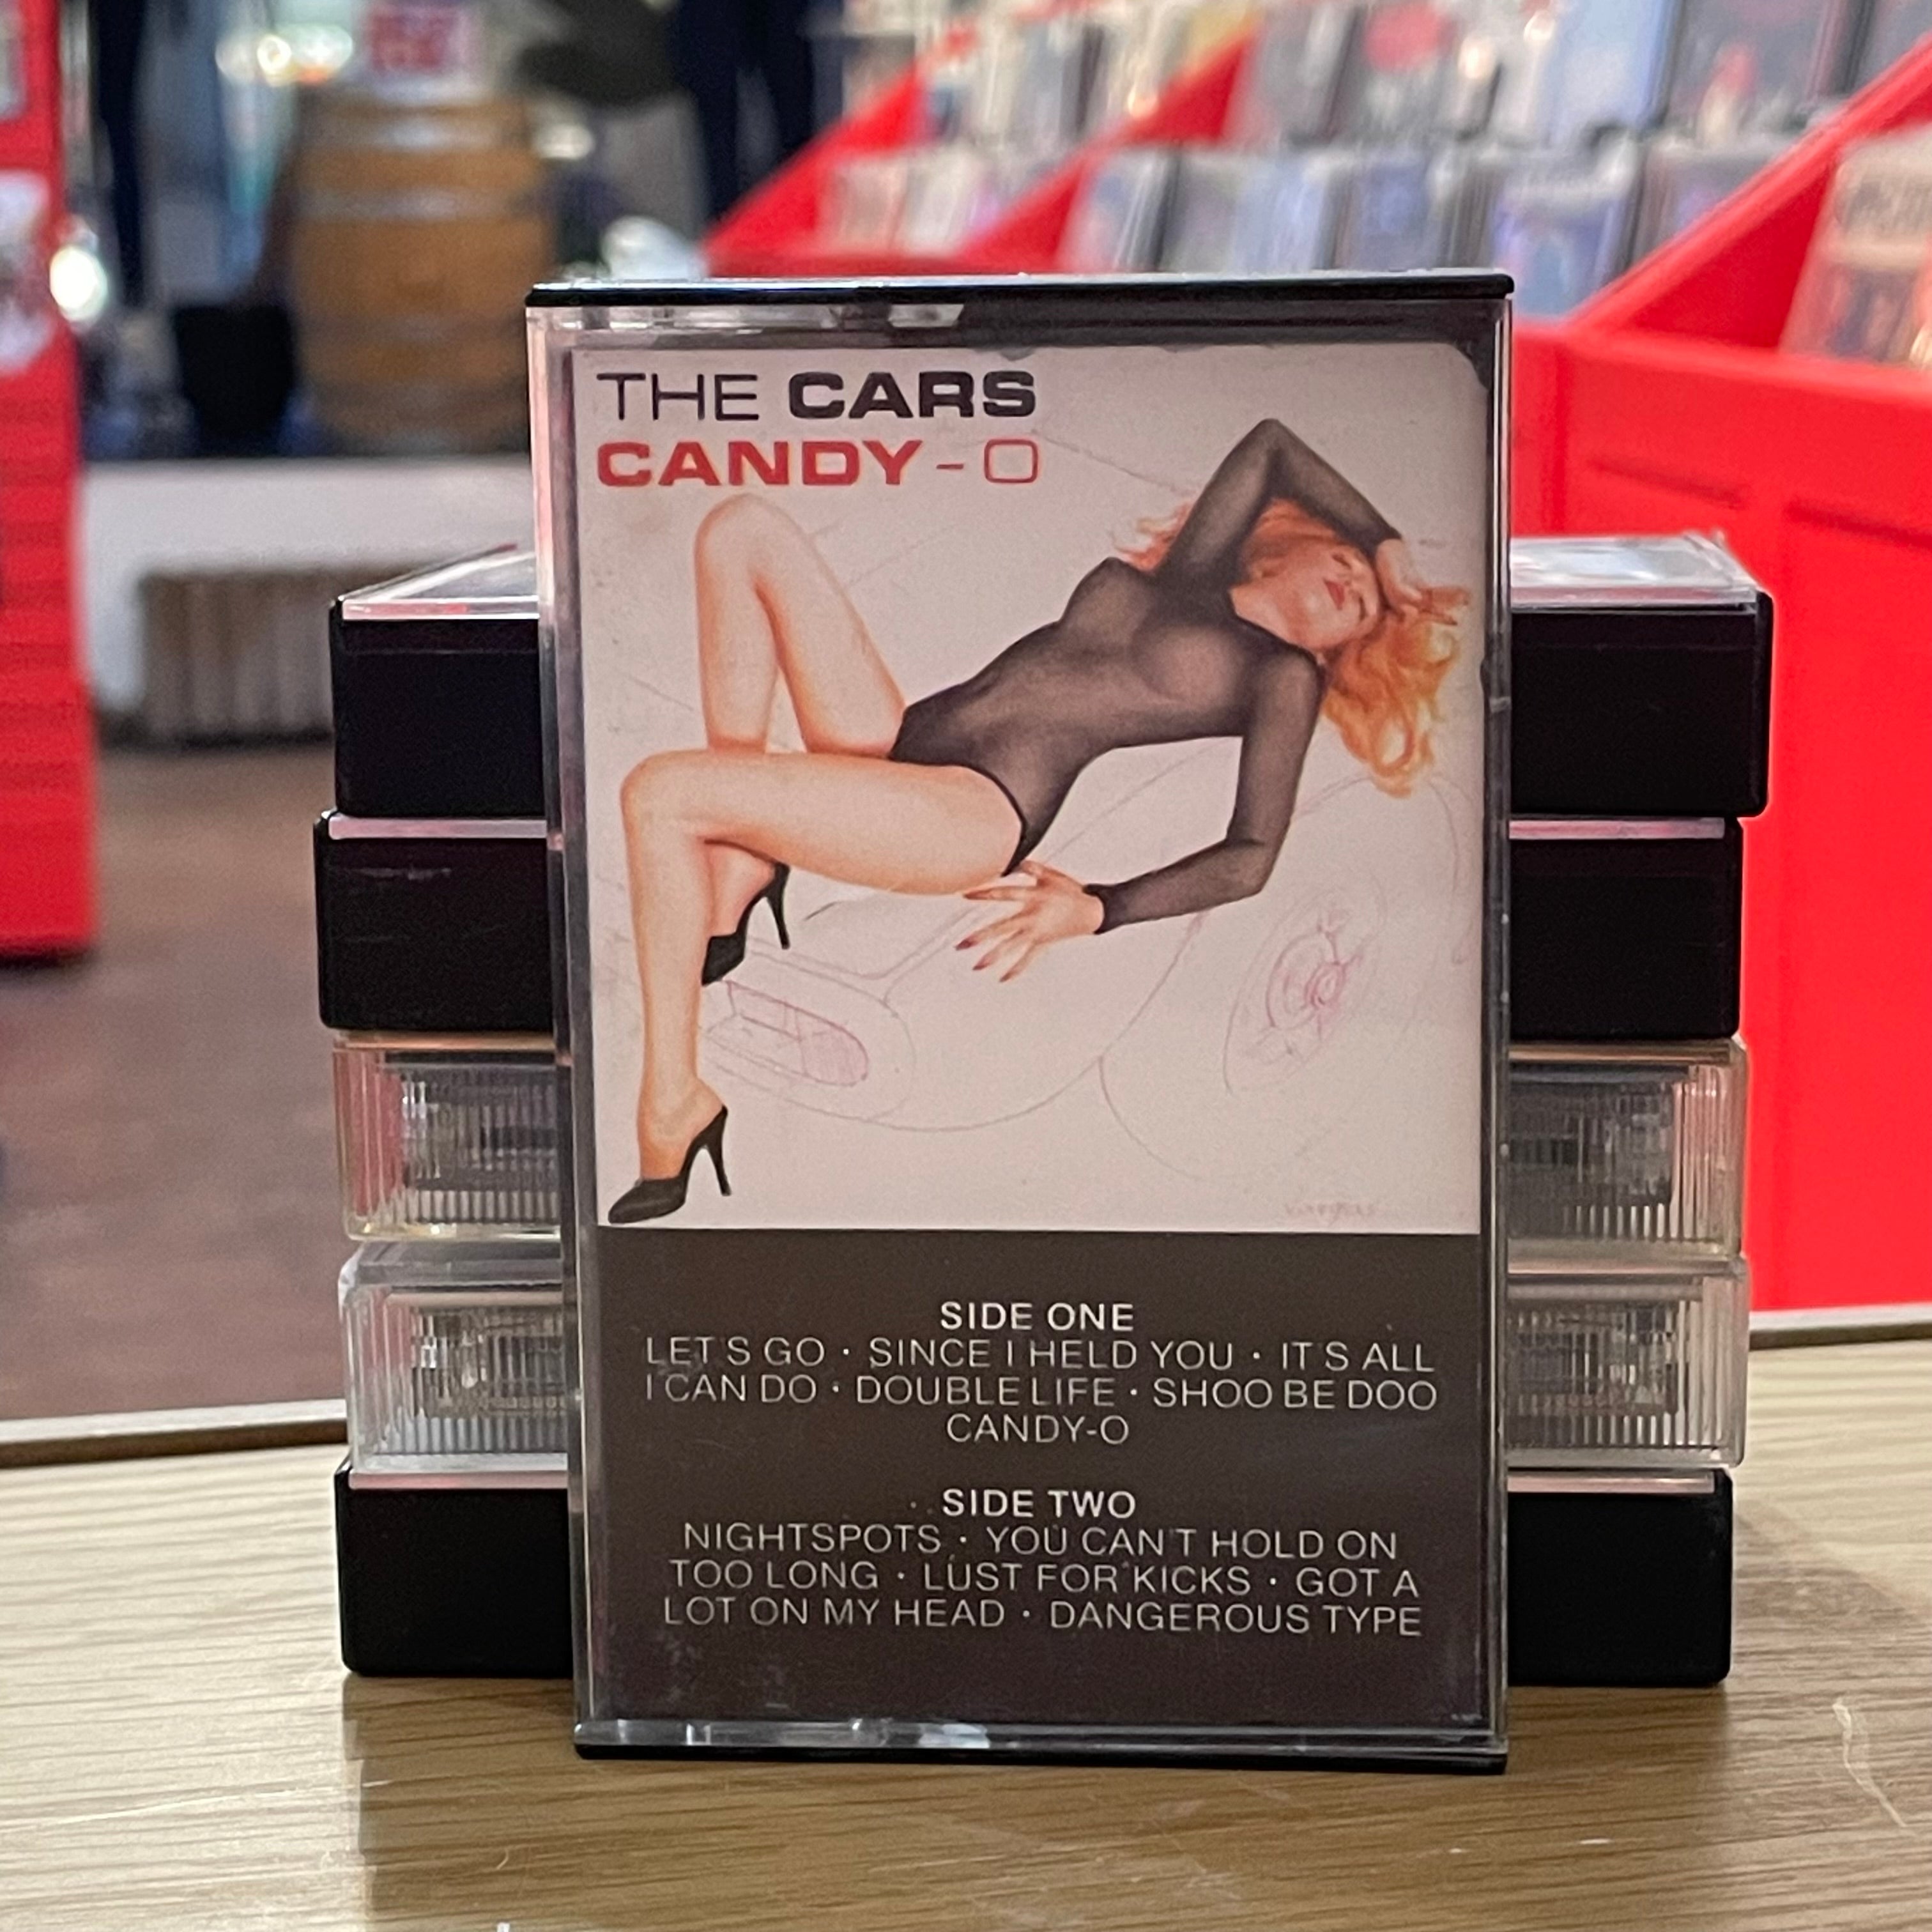 THE CARS
CANDY-O
SIDE ONE
LET'S GO · SINCE I HELD YOU · IT'S ALL
I CAN DO · DOUBLE LIFE · SHOO BE DOO
CANDY-O
SIDE TWO
NIGHTSPOTS · YOU CAN'T HOLD ON
TOO LONG · LUST FOR KICKS · GOT A
LOT ON MY HEAD · DANGEROUS TYPE